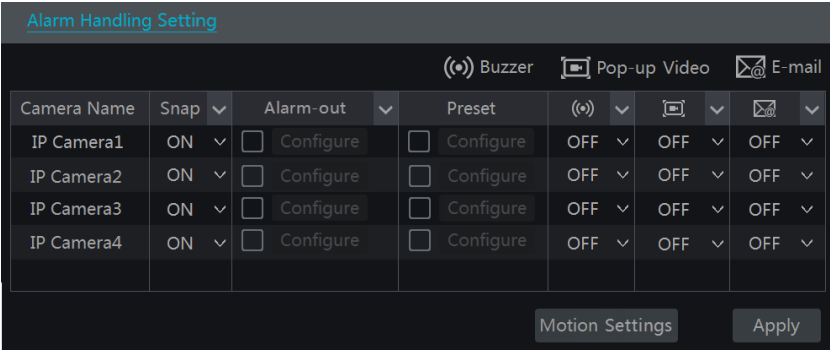 Alarm Handling Setting
Buzzer Pop-up Video E-mail
Camera Name Snap Alarm-out Preset
IP Camera1 ON Configure Configure OFF OFF OFF
IP Camera2 ON Configure Configure OFF OFF OFF
IP Camera3 ON Configure Configure OFF OFF OFF
IP Camera4 ON Configure Configure OFF OFF OFF
Motion Settings Apply